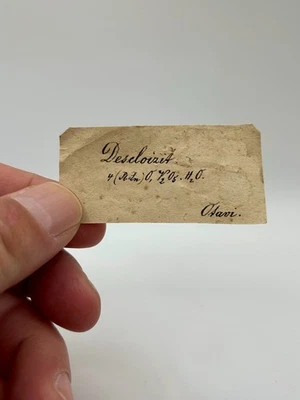 Descloizit.
4 (Pb Zn) O, V2O5. H2O.
Otavi.